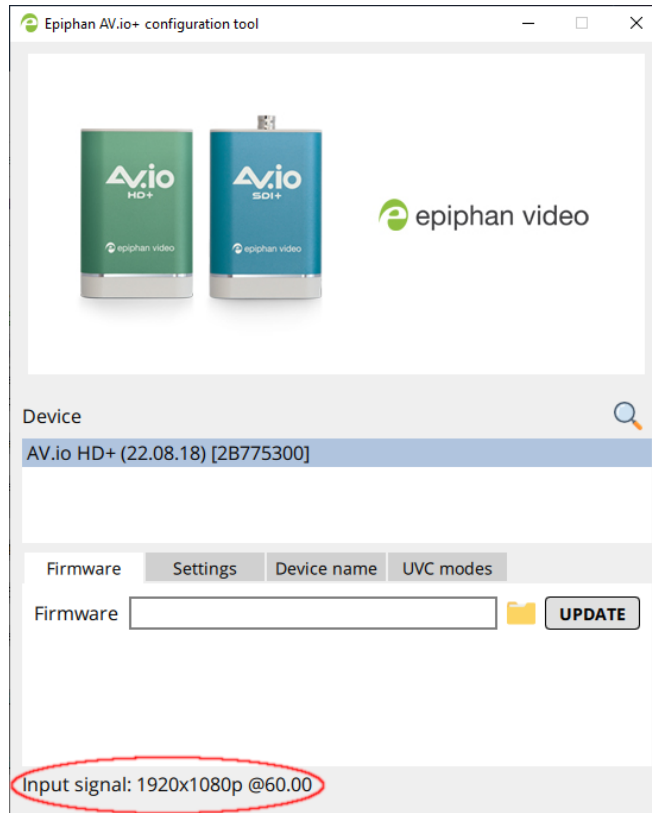 Epiphan AV.io+ configuration tool
AV.io
HD+
epiphan video
AV.io
SDI+
epiphan video
epiphan video
Device
AV.io HD+ (22.08.18) [2B775300]
Firmware Settings Device name UVC modes
Firmware UPDATE
Input signal: 1920x1080p @60.00